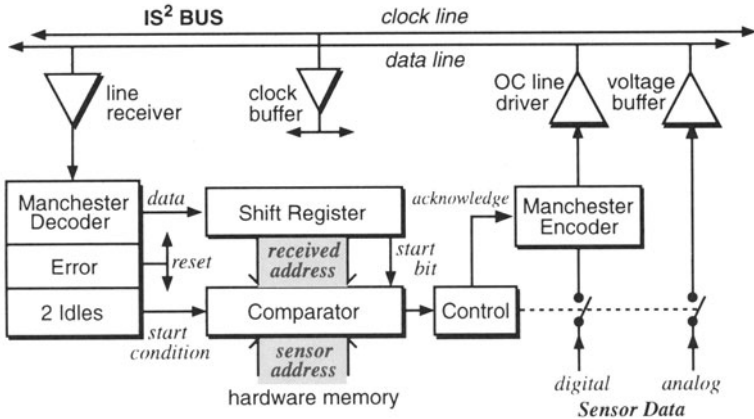 IS² BUS
clock line
data line
line
receiver
clock
buffer
OC line
driver
voltage
buffer
Manchester
Decoder
data
Shift Register
acknowledge
Manchester
Encoder
Error
reset
received
address
start
bit
2 Idles
start
condition
Comparator
Control
sensor
address
hardware memory
digital
analog
Sensor Data